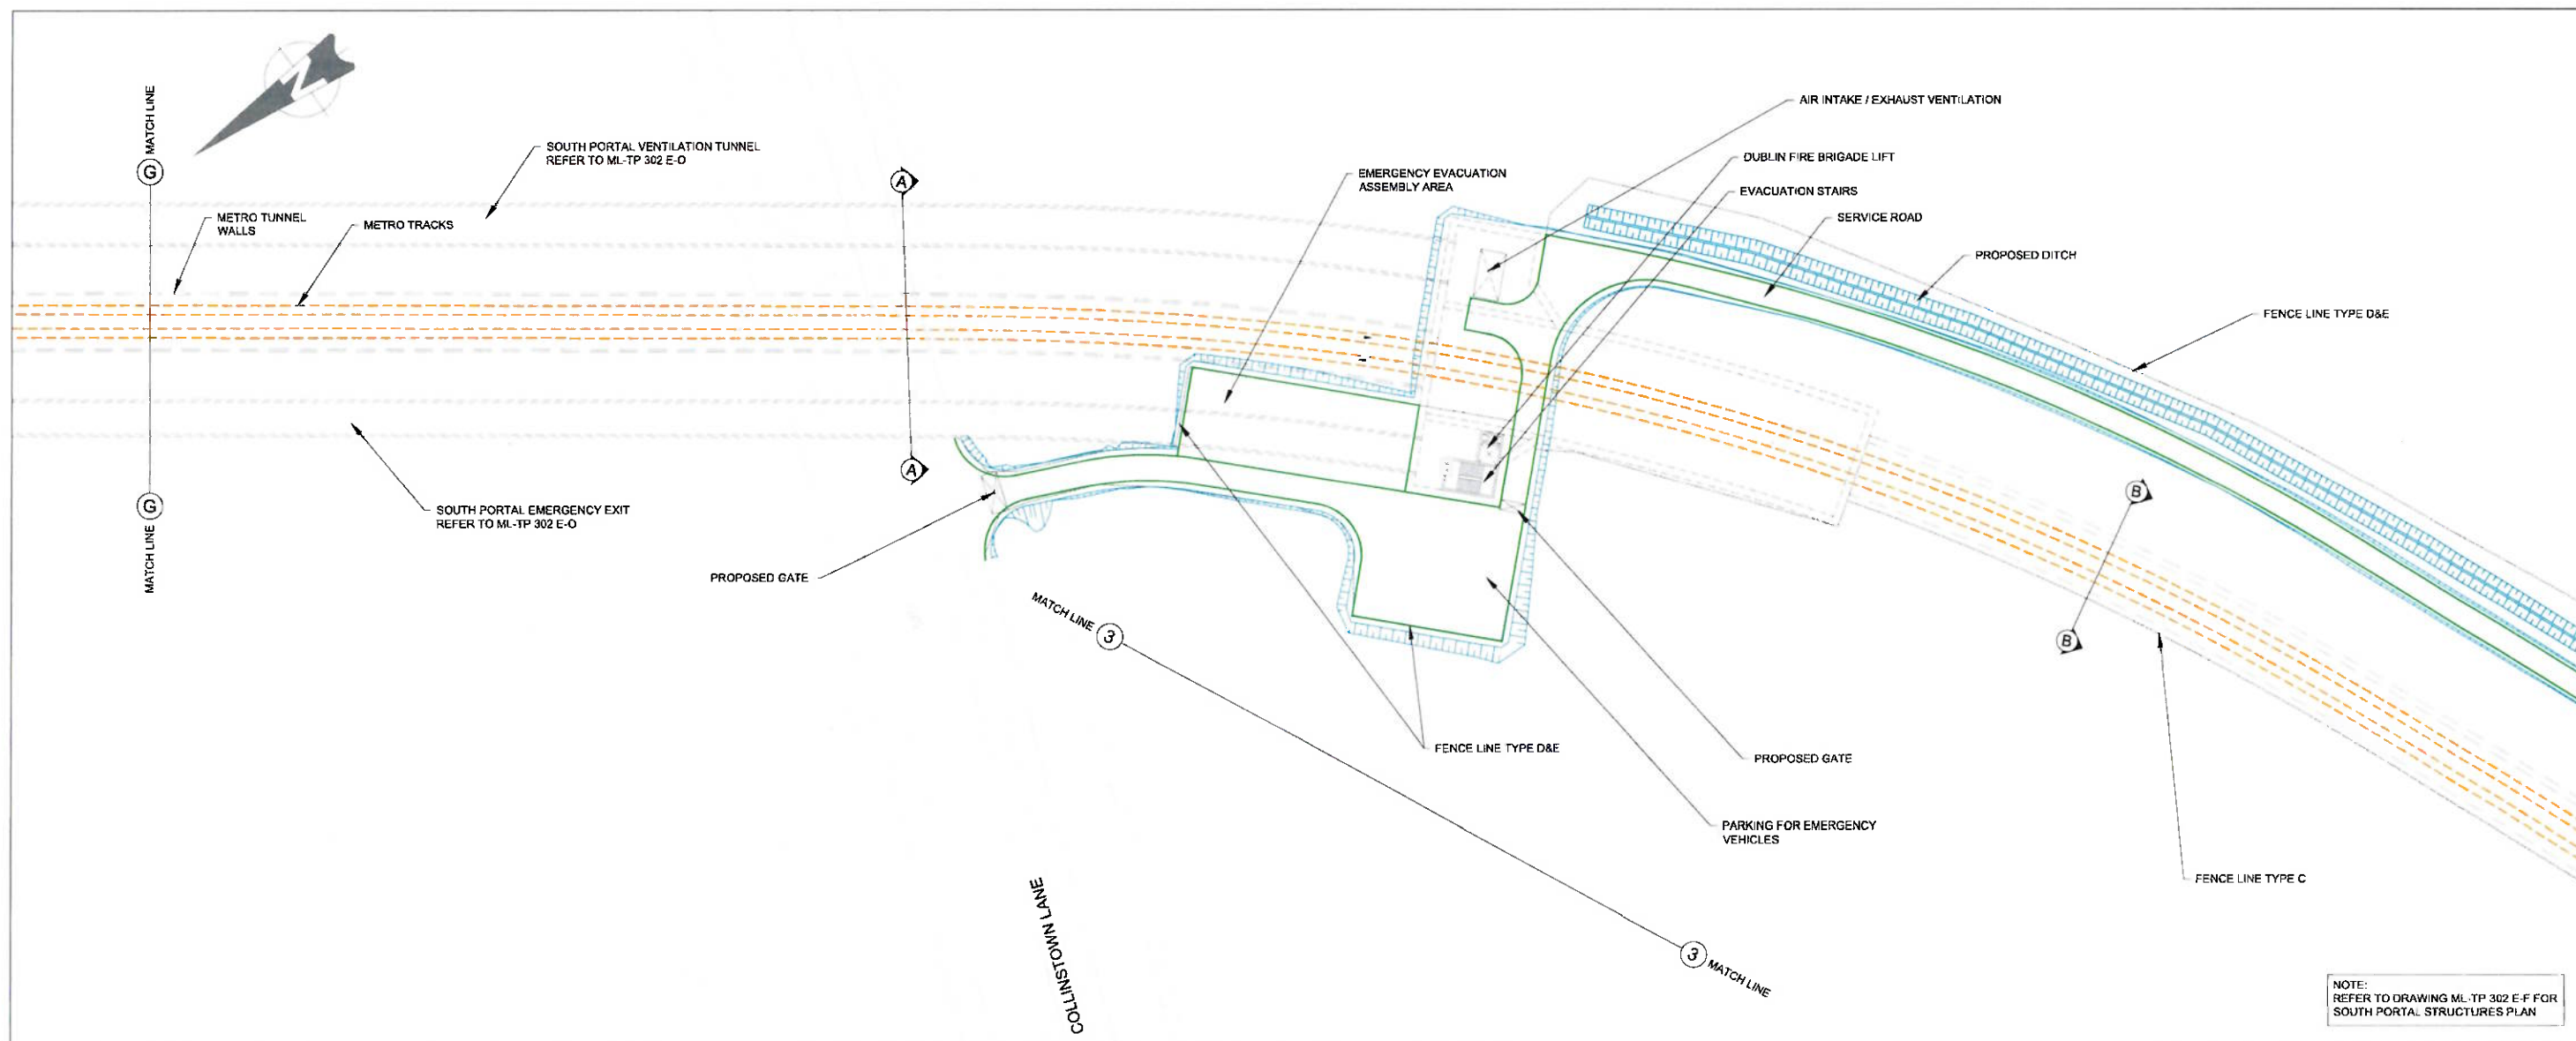 MATCH LINE
G
N
SOUTH PORTAL VENTILATION TUNNEL
REFER TO ML-TP 302 E-O
METRO TUNNEL
WALLS
METRO TRACKS
A
EMERGENCY EVACUATION
ASSEMBLY AREA
AIR INTAKE / EXHAUST VENTILATION
DUBLIN FIRE BRIGADE LIFT
EVACUATION STAIRS
SERVICE ROAD
PROPOSED DITCH
FENCE LINE TYPE D&E
G
MATCH LINE
SOUTH PORTAL EMERGENCY EXIT
REFER TO ML-TP 302 E-O
A
PROPOSED GATE
B
B
MATCH LINE 3
FENCE LINE TYPE D&E
PROPOSED GATE
PARKING FOR EMERGENCY
VEHICLES
FENCE LINE TYPE C
3 MATCH LINE
COLLINSTOWN LANE
NOTE:
REFER TO DRAWING ML-TP 302 E-F FOR
SOUTH PORTAL STRUCTURES PLAN